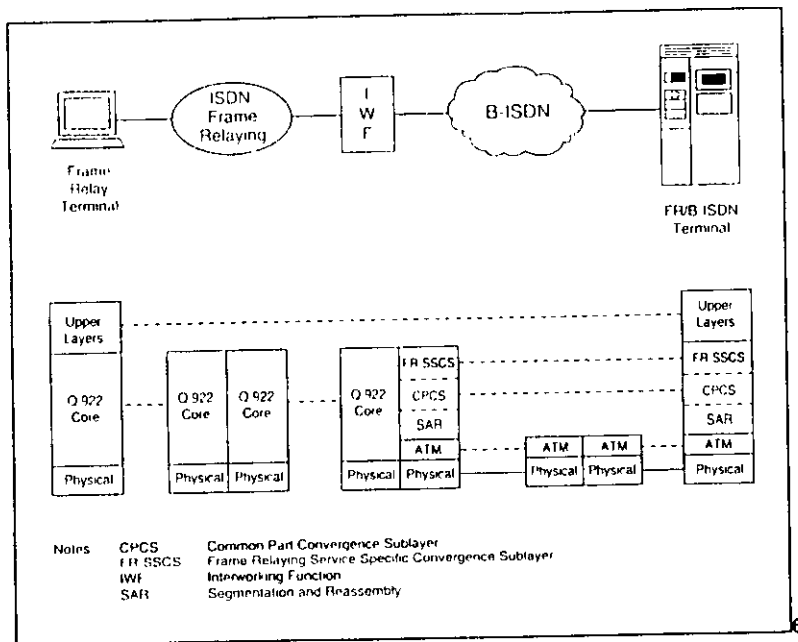 ISDN
Frame
Relaying
I
W
F
B-ISDN
Frame
Relay
Terminal
FR/B ISDN
Terminal
Upper
Layers
Upper
Layers
Q.922
Core
Q.922
Core
Q.922
Core
Q.922
Core
FR SSCS
FR SSCS
CPCS
CPCS
SAR
SAR
ATM
ATM
ATM
ATM
Physical
Physical
Physical
Physical
Physical
Physical
Physical
Physical
Notes CPCS Common Part Convergence Sublayer
FR SSCS Frame Relaying Service Specific Convergence Sublayer
IWF Interworking Function
SAR Segmentation and Reassembly